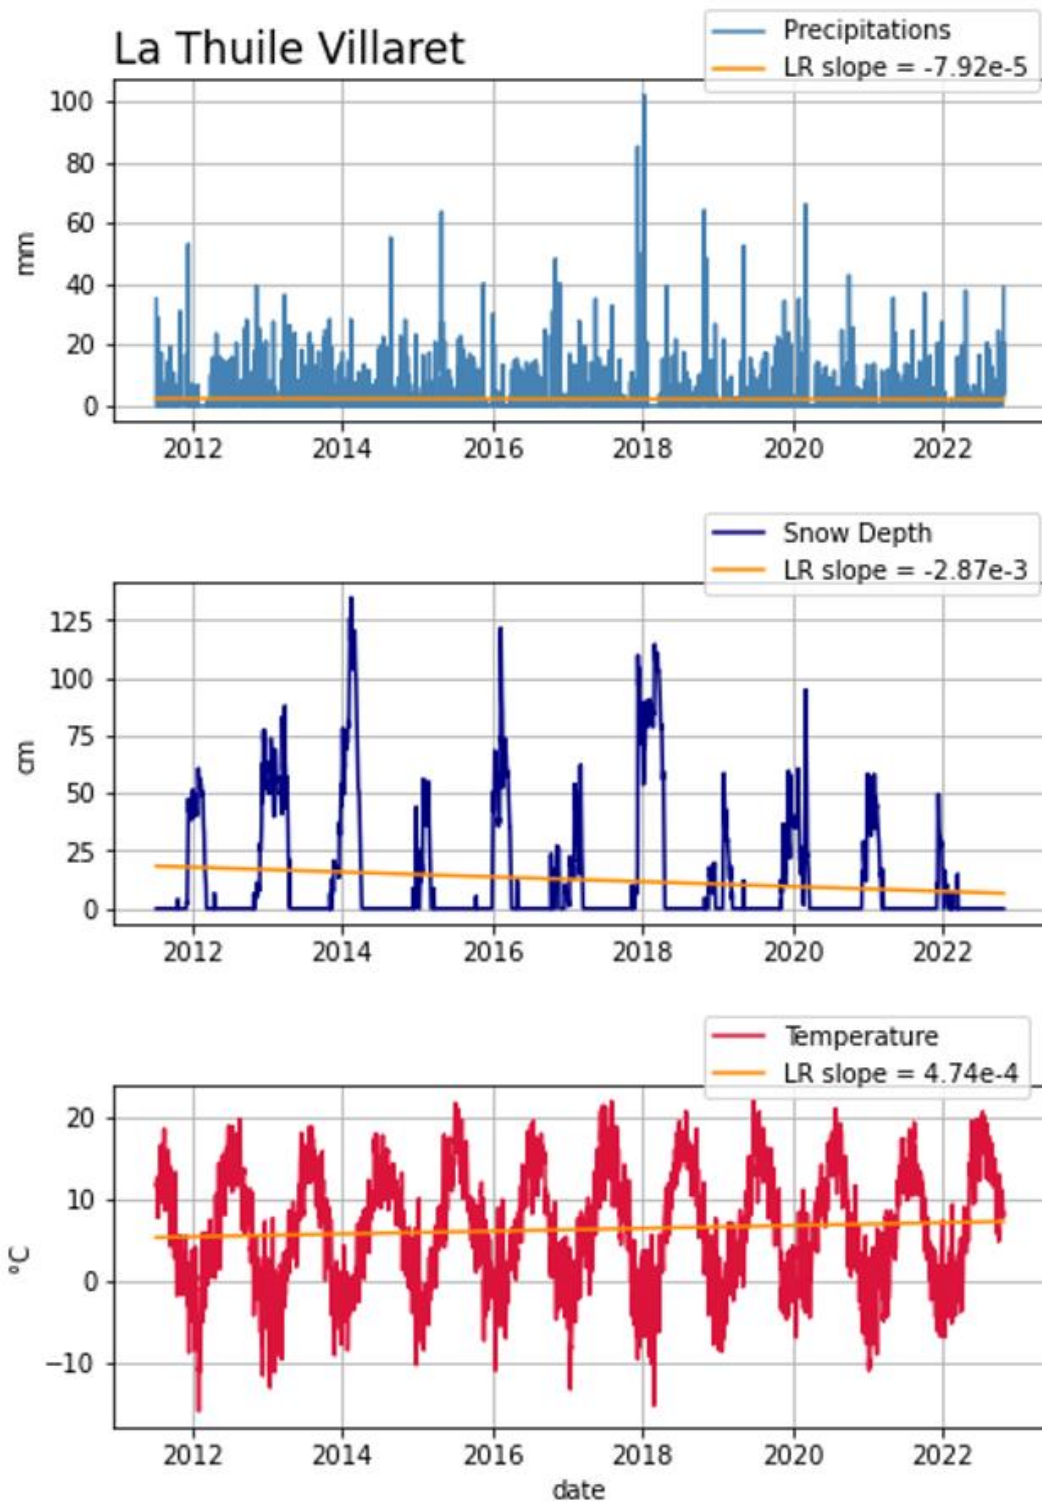 La Thuile Villaret
Precipitations
LR slope = -7.92e-5
100
80
60
40
20
0
mm
2012 2014 2016 2018 2020 2022
Snow Depth
LR slope = -2.87e-3
125
100
75
50
25
0
cm
2012 2014 2016 2018 2020 2022
Temperature
LR slope = 4.74e-4
20
10
0
−10
°C
2012 2014 2016 2018 2020 2022
date